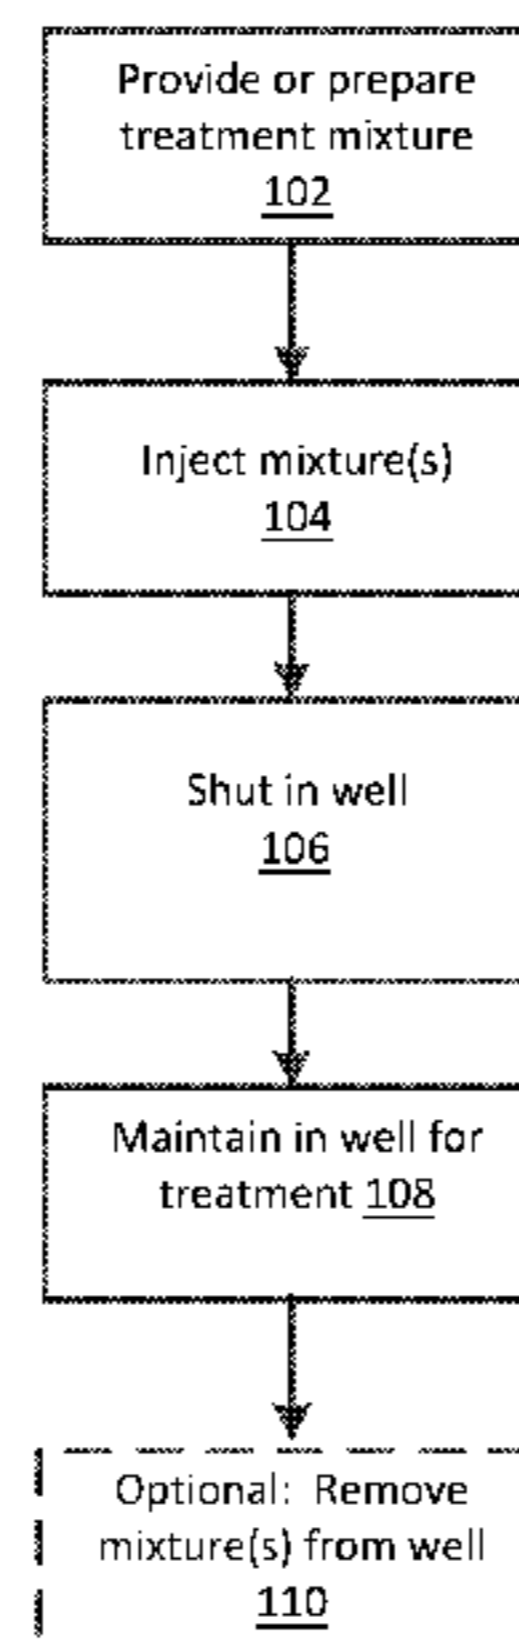 Provide or prepare
treatment mixture
102
Inject mixture(s)
104
Shut in well
106
Maintain in well for
treatment 108
Optional: Remove
mixture(s) from well
110